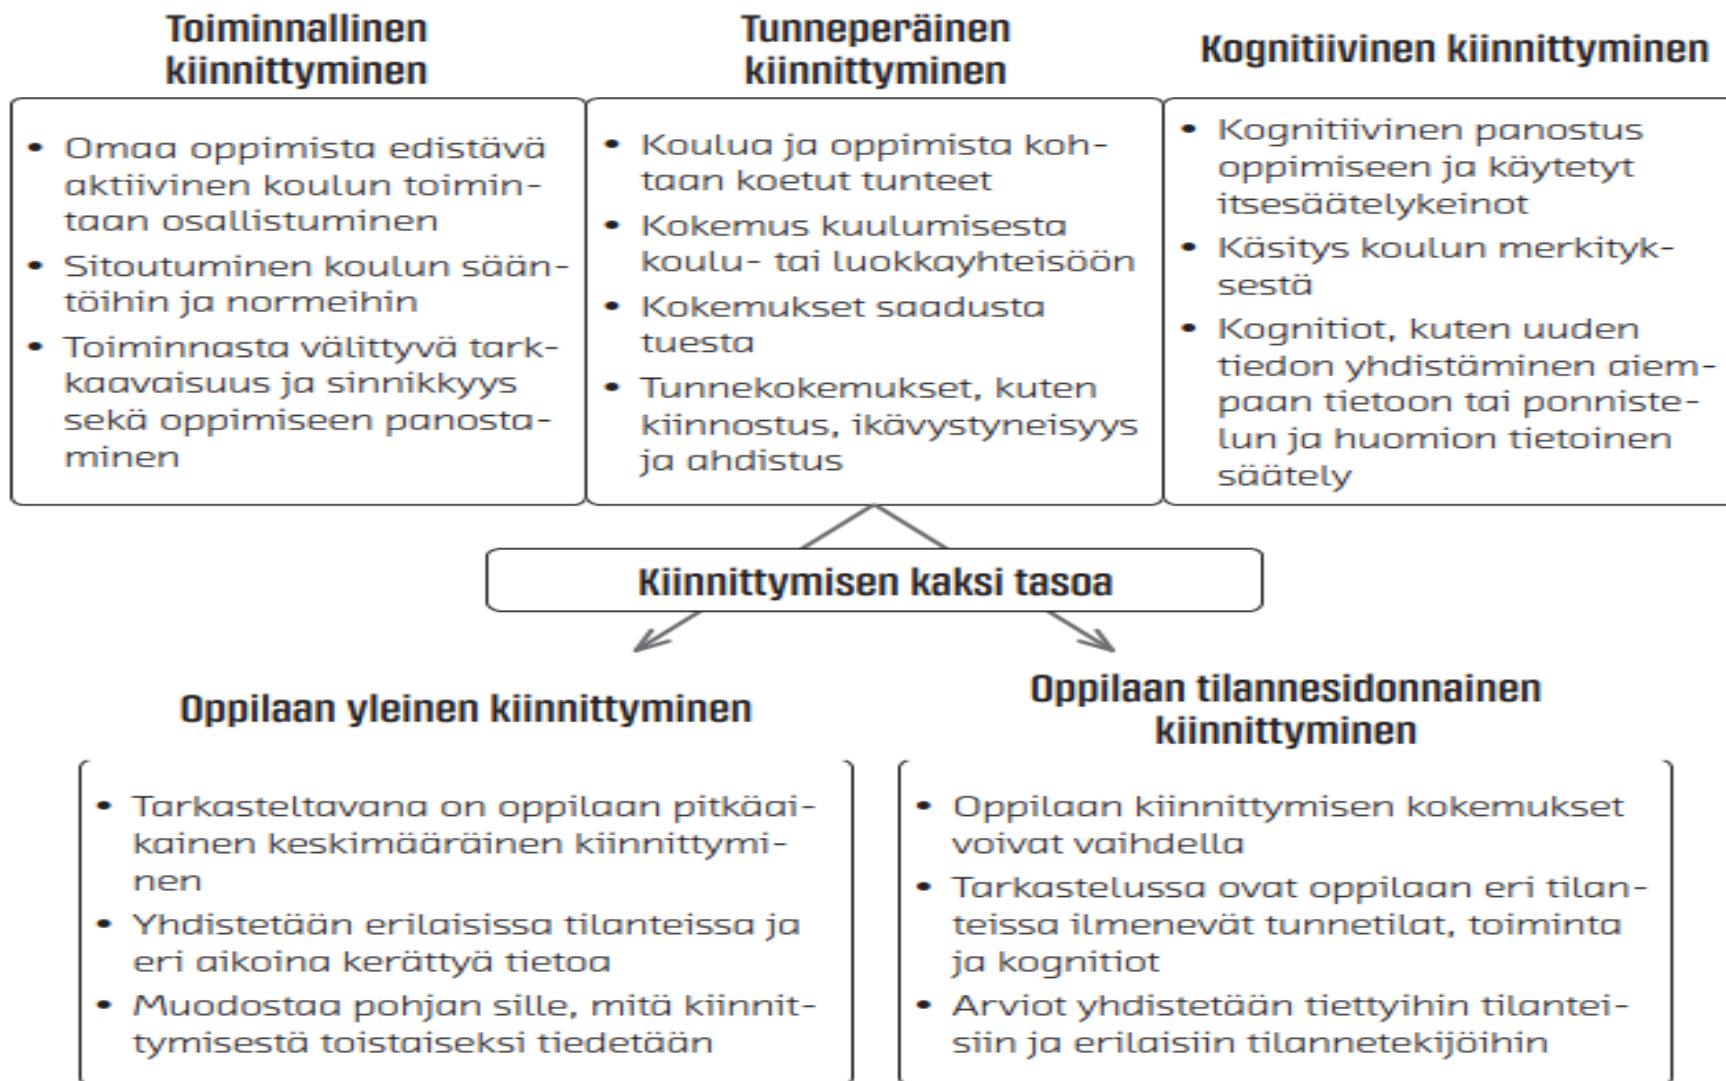 Toiminnallinen
kiinnittyminen
• Omaa oppimista edistävä
aktiivinen koulun toimin-
taan osallistuminen
• Sitoutuminen koulun sään-
töihin ja normeihin
• Toiminnasta välittyvä tark-
kaavaisuus ja sinnikkyys
sekä oppimiseen panosta-
minen
Tunneperäinen
kiinnittyminen
• Koulua ja oppimista koh-
taan koetut tunteet
• Kokemus kuulumisesta
koulu- tai luokkayhteisöön
• Kokemukset saadusta
tuesta
• Tunnekokemukset, kuten
kiinnostus, ikävystyneisyys
ja ahdistus
Kognitiivinen kiinnittyminen
• Kognitiivinen panostus
oppimiseen ja käytetyt
itsesäätelykeinot
• Käsitys koulun merkityk-
sestä
• Kognitiot, kuten uuden
tiedon yhdistäminen aiem-
paan tietoon tai ponniste-
lun ja huomion tietoinen
säätely
Kiinnittymisen kaksi tasoa
Oppilaan yleinen kiinnittyminen
• Tarkasteltavana on oppilaan pitkäai-
kainen keskimääräinen kiinnittymi-
nen
• Yhdistetään erilaisissa tilanteissa ja
eri aikoina kerättyä tietoa
• Muodostaa pohjan sille, mitä kiinnit-
tymisestä toistaiseksi tiedetään
Oppilaan tilannesidonnainen
kiinnittyminen
• Oppilaan kiinnittymisen kokemukset
voivat vaihdella
• Tarkastelussa ovat oppilaan eri tilan-
teissa ilmenevät tunnetilat, toiminta
ja kognitiot
• Arviot yhdistetään tiettyihin tilantei-
siin ja erilaisiin tilannetekijöihin